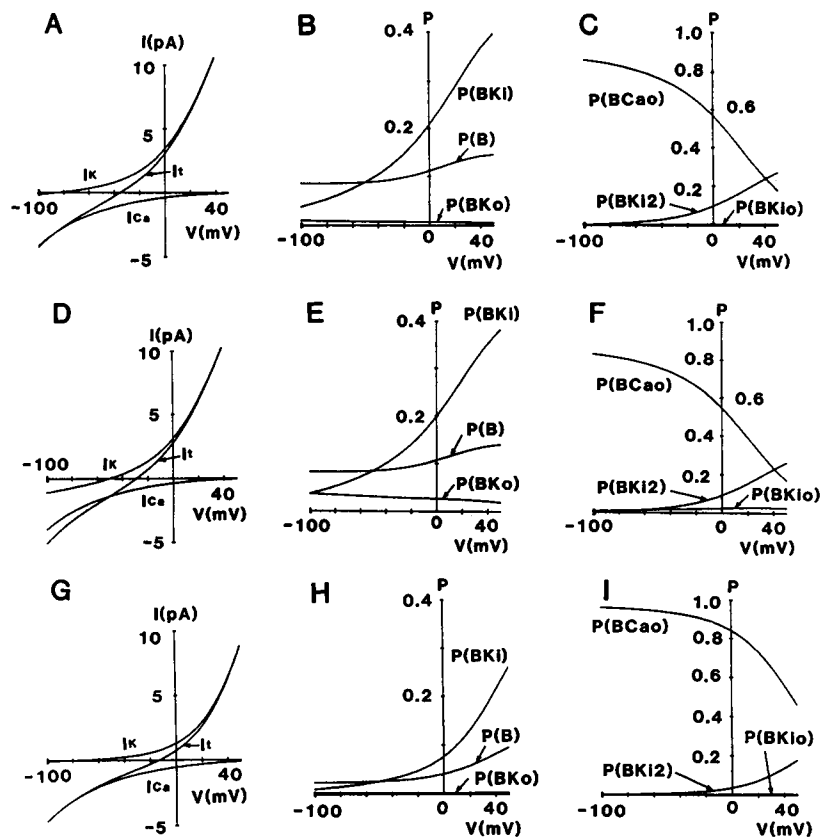 A
I(pA)
10
5
IK
It
-100
ICa
40
V(mV)
-5
B
P
0.4
P(BKi)
0.2
P(B)
P(BKo)
-100
0
40
V(mV)
C
P
1.0
0.8
P(BCao)
0.6
0.4
0.2
P(BKi2)
P(BKio)
-100
0
40
V(mV)
D
I(pA)
10
5
-100
IK
It
ICa
40
V(mV)
-5
E
P
0.4
P(BKi)
0.2
P(B)
P(BKo)
-100
0
40
V(mV)
F
P
1.0
0.8
P(BCao)
0.6
0.4
0.2
P(BKi2)
P(BKio)
-100
0
40
V(mV)
G
I(pA)
10
5
IK
It
-100
ICa
40
V(mV)
-5
H
P
0.4
P(BKi)
0.2
P(B)
P(BKo)
-100
0
40
V(mV)
I
P
1.0
P(BCao)
0.8
0.6
0.4
P(BKio)
0.2
P(BKi2)
-100
0
40
V(mV)